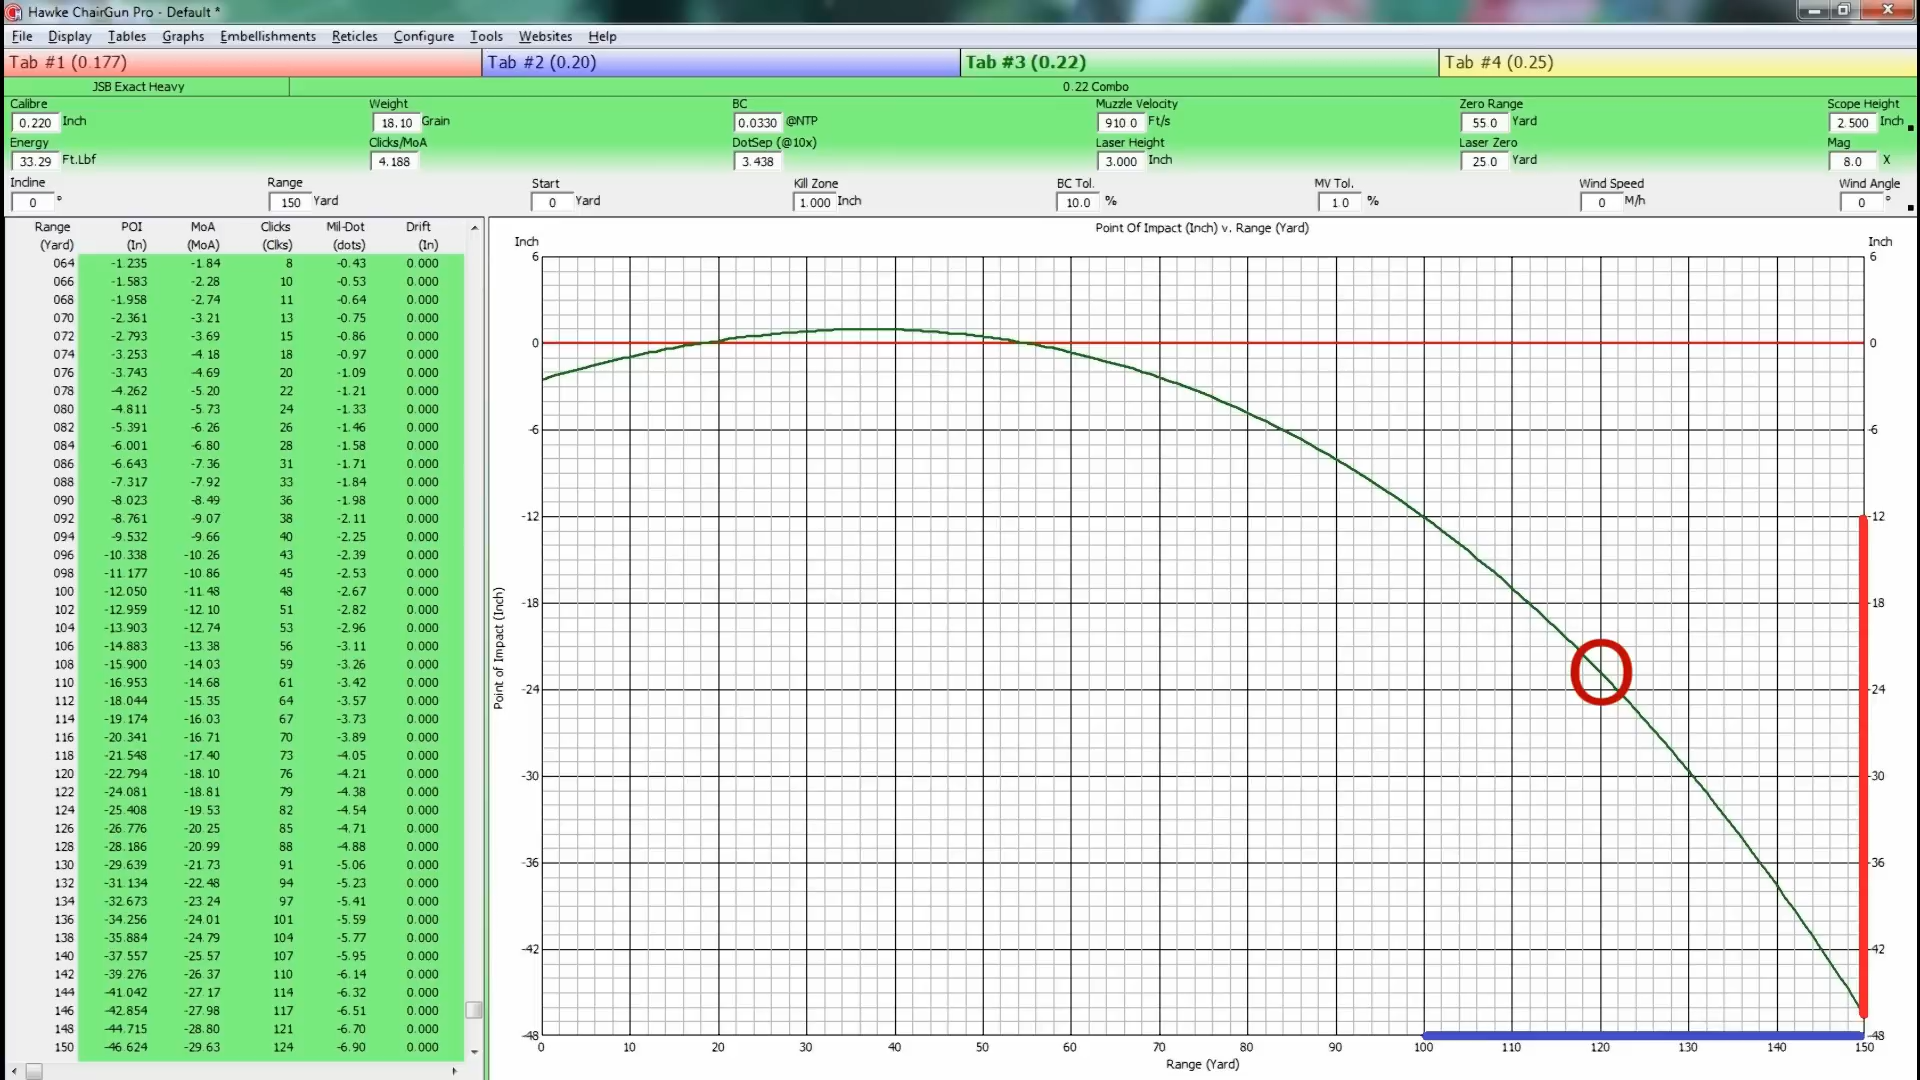 Hawke ChairGun Pro - Default *
File Display Tables Graphs Embellishments Reticles Configure Tools Websites Help
Tab #1 (0.177) Tab #2 (0.20) Tab #3 (0.22) Tab #4 (0.25)
JSB Exact Heavy 0.22 Combo
Calibre Weight BC Muzzle Velocity Zero Range Scope Height
0.220 Inch 18.10 Grain 0.0330 @NTP 910.0 Ft/s 55.0 Yard 2.500 Inch
Energy Clicks/MoA DotSep (@10x) Laser Height Laser Zero Mag
33.29 Ft.Lbf 4.188 3.438 3.000 Inch 25.0 Yard 8.0 X
Incline Range Start Kill Zone BC Tol. MV Tol. Wind Speed Wind Angle
0 ° 150 Yard 0 Yard 1.000 Inch 10.0 % 1.0 % 0 M/h 0 °
Range POI MoA Clicks Mil-Dot Drift
(Yard) (In) (MoA) (Clks) (dots) (In)
064 -1.235 -1.84 8 -0.43 0.000
066 -1.583 -2.28 10 -0.53 0.000
068 -1.958 -2.74 11 -0.64 0.000
070 -2.361 -3.21 13 -0.75 0.000
072 -2.793 -3.69 15 -0.86 0.000
074 -3.253 -4.18 18 -0.97 0.000
076 -3.743 -4.69 20 -1.09 0.000
078 -4.262 -5.20 22 -1.21 0.000
080 -4.811 -5.73 24 -1.33 0.000
082 -5.391 -6.26 26 -1.46 0.000
084 -6.001 -6.80 28 -1.58 0.000
086 -6.643 -7.36 31 -1.71 0.000
088 -7.317 -7.92 33 -1.84 0.000
090 -8.023 -8.49 36 -1.98 0.000
092 -8.761 -9.07 38 -2.11 0.000
094 -9.532 -9.66 40 -2.25 0.000
096 -10.338 -10.26 43 -2.39 0.000
098 -11.177 -10.86 45 -2.53 0.000
100 -12.050 -11.48 48 -2.67 0.000
102 -12.959 -12.10 51 -2.82 0.000
104 -13.903 -12.74 53 -2.96 0.000
106 -14.883 -13.38 56 -3.11 0.000
108 -15.900 -14.03 59 -3.26 0.000
110 -16.953 -14.68 61 -3.42 0.000
112 -18.044 -15.35 64 -3.57 0.000
114 -19.174 -16.03 67 -3.73 0.000
116 -20.341 -16.71 70 -3.89 0.000
118 -21.548 -17.40 73 -4.05 0.000
120 -22.794 -18.10 76 -4.21 0.000
122 -24.081 -18.81 79 -4.38 0.000
124 -25.408 -19.53 82 -4.54 0.000
126 -26.776 -20.25 85 -4.71 0.000
128 -28.186 -20.99 88 -4.88 0.000
130 -29.639 -21.73 91 -5.06 0.000
132 -31.134 -22.48 94 -5.23 0.000
134 -32.673 -23.24 97 -5.41 0.000
136 -34.256 -24.01 101 -5.59 0.000
138 -35.884 -24.79 104 -5.77 0.000
140 -37.557 -25.57 107 -5.95 0.000
142 -39.276 -26.37 110 -6.14 0.000
144 -41.042 -27.17 114 -6.32 0.000
146 -42.854 -27.98 117 -6.51 0.000
148 -44.715 -28.80 121 -6.70 0.000
150 -46.624 -29.63 124 -6.90 0.000
Point Of Impact (Inch) v. Range (Yard)
Inch Inch
6 6
0 0
-6 -6
-12 -12
-18 -18
-24 -24
-30 -30
-36 -36
-42 -42
-48 -48
Point of Impact (Inch)
0 10 20 30 40 50 60 70 80 90 100 110 120 130 140 150
Range (Yard)